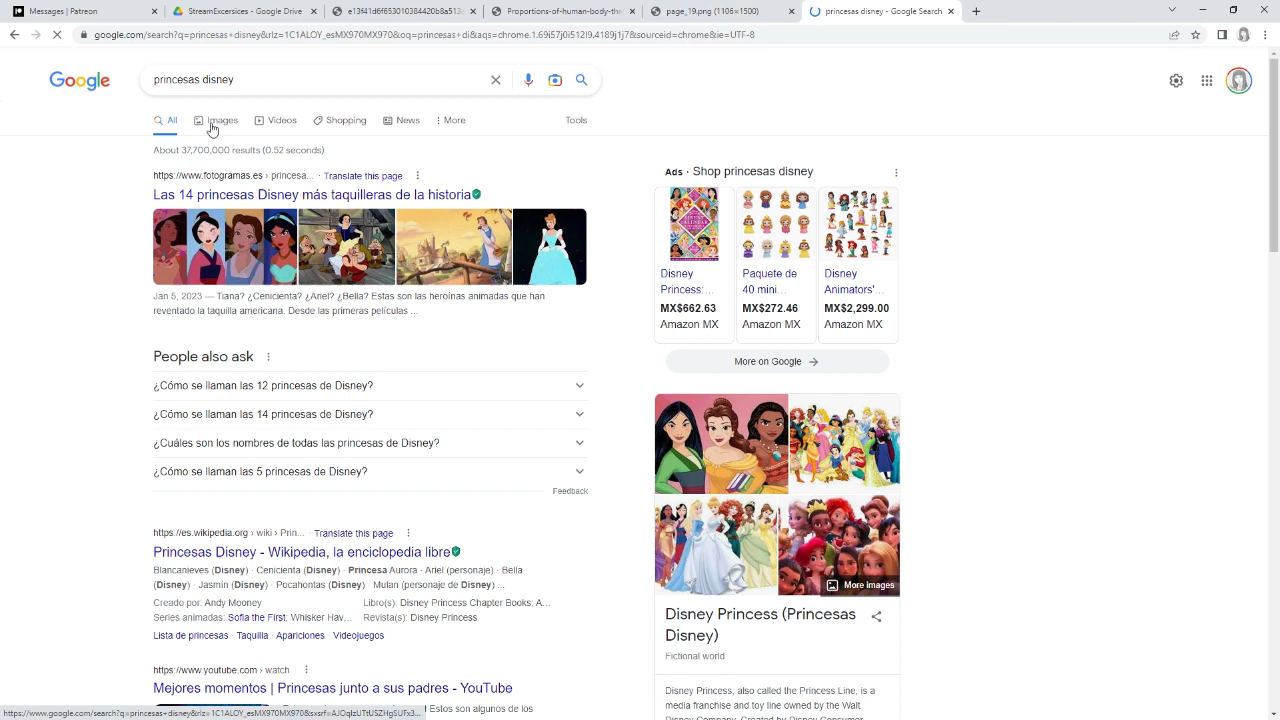 Messages | Patreon
StreamExcersices - Google Drive
e13f41d6f653010384420b8a513
Proportions-of-human-body-thr
page_19.png (1106×1500)
princesas disney - Google Search
google.com/search?q=princesas+disney&rlz=1C1ALOY_esMX970MX970&oq=princesas+di&aqs=chrome.1.69i57j0i512l9.4189j1j7&sourceid=chrome&ie=UTF-8
Google
princesas disney
All
Images
Videos
Shopping
News
More
Tools
About 37,700,000 results (0.52 seconds)
https://www.fotogramas.es › princesa... · Translate this page
Las 14 princesas Disney más taquilleras de la historia
Jan 5, 2023 — Tiana? ¿Cenicienta? ¿Ariel? ¿Bella? Estas son las heroínas animadas que han
reventado la taquilla americana. Desde las primeras películas ...
People also ask
¿Cómo se llaman las 12 princesas de Disney?
¿Cómo se llaman las 14 princesas de Disney?
¿Cuáles son los nombres de todas las princesas de Disney?
¿Cómo se llaman las 5 princesas de Disney?
Feedback
https://es.wikipedia.org › wiki › Prin... · Translate this page
Princesas Disney - Wikipedia, la enciclopedia libre
Blancanieves (Disney) · Cenicienta (Disney) · Princesa Aurora · Ariel (personaje) · Bella
(Disney) · Jasmín (Disney) · Pocahontas (Disney) · Mulan (personaje de Disney) ...
Creado por: Andy Mooney
Libro(s): Disney Princess Chapter Books; A...
Series animadas: Sofia the First; Whisker Hav...
Revista(s): Disney Princess
Lista de princesas · Taquilla · Apariciones · Videojuegos
https://www.youtube.com › watch
Mejores momentos | Princesas junto a sus padres - YouTube
Estos son algunos de los
Ads · Shop princesas disney
Disney
Princess:...
MX$662.63
Amazon MX
Paquete de
40 mini...
MX$272.46
Amazon MX
Disney
Animators'...
MX$2,299.00
Amazon MX
More on Google
More images
Disney Princess (Princesas
Disney)
Fictional world
Disney Princess, also called the Princess Line, is a
media franchise and toy line owned by the Walt
Disney Company. Created by Disney Consumer